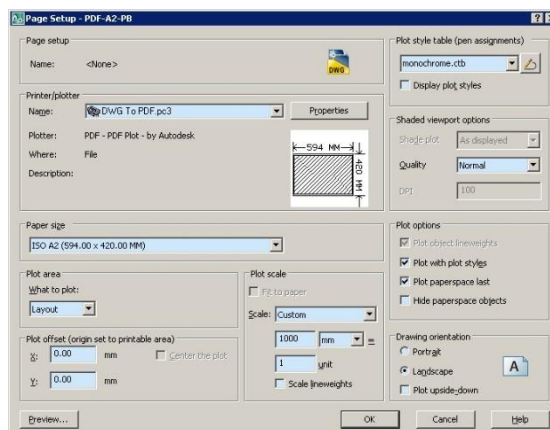 Page Setup - PDF-A2-PB
Page setup
Name: <None>
DWG
Printer/plotter
Name: DWG To PDF.pc3
Properties
Plotter: PDF - PDF Plot - by Autodesk
Where: File
Description:
594 MM
420 MM
Paper size
ISO A2 (594.00 x 420.00 MM)
Plot area
What to plot:
Layout
Plot offset (origin set to printable area)
X: 0.00 mm
Center the plot
Y: 0.00 mm
Plot scale
Fit to paper
Scale: Custom
1000 mm =
1 unit
Scale lineweights
Plot style table (pen assignments)
monochrome.ctb
Display plot styles
Shaded viewport options
Shade plot As displayed
Quality Normal
DPI 100
Plot options
Plot object lineweights
Plot with plot styles
Plot paperspace last
Hide paperspace objects
Drawing orientation
Portrait
Landscape
A
Plot upside-down
Preview...
OK
Cancel
Help